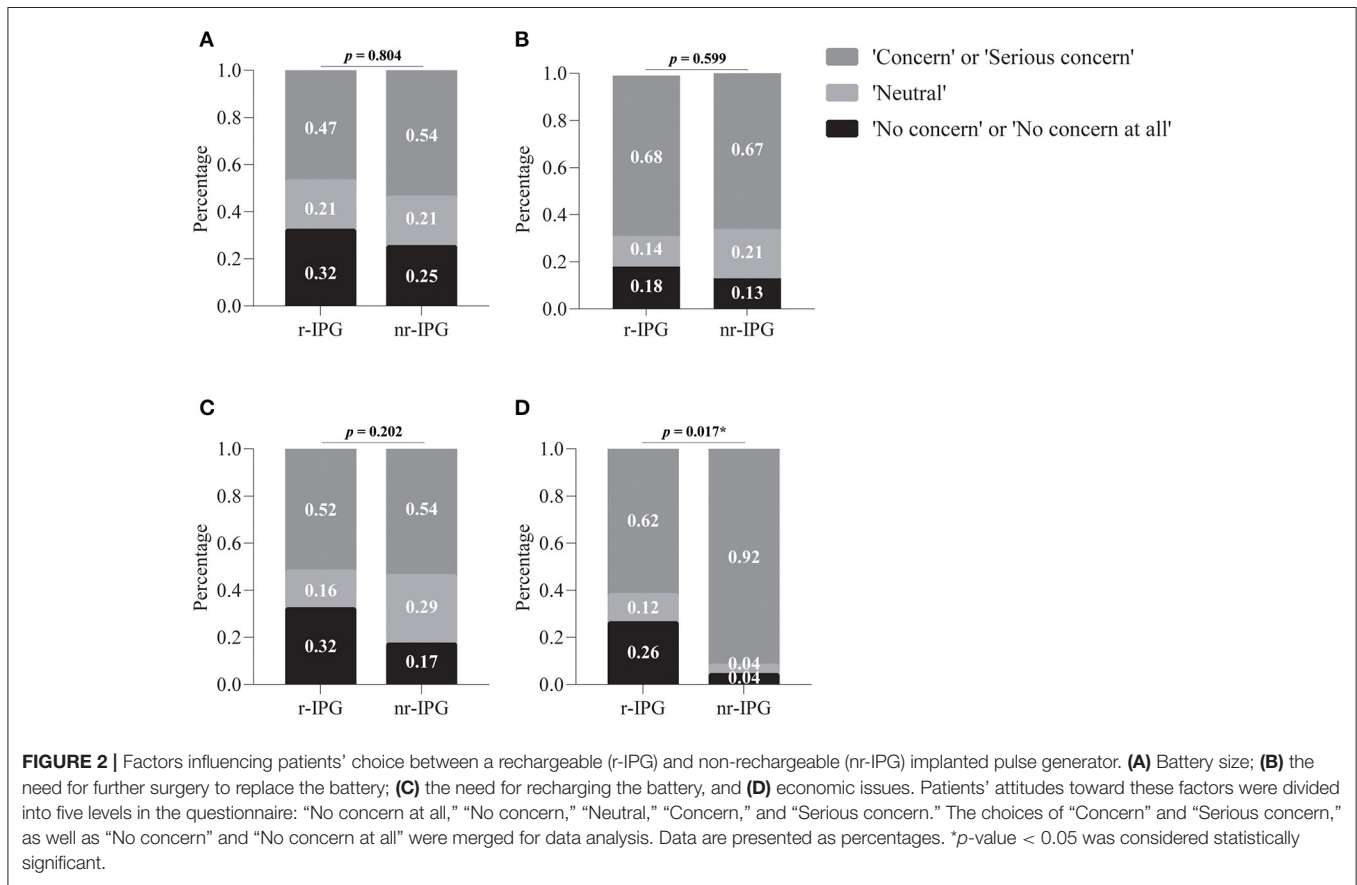 A
p = 0.804
1.0
0.8
0.6
0.4
0.2
0.0
Percentage
0.47
0.54
0.21
0.21
0.32
0.25
r-IPG
nr-IPG
B
p = 0.599
1.0
0.8
0.6
0.4
0.2
0.0
Percentage
0.68
0.67
0.14
0.21
0.18
0.13
r-IPG
nr-IPG
'Concern' or 'Serious concern'
'Neutral'
'No concern' or 'No concern at all'
C
p = 0.202
1.0
0.8
0.6
0.4
0.2
0.0
Percentage
0.52
0.54
0.16
0.29
0.32
0.17
r-IPG
nr-IPG
D
p = 0.017*
1.0
0.8
0.6
0.4
0.2
0.0
Percentage
0.62
0.92
0.12
0.04
0.26
0.04
r-IPG
nr-IPG
FIGURE 2 | Factors influencing patients’ choice between a rechargeable (r-IPG) and non-rechargeable (nr-IPG) implanted pulse generator. (A) Battery size; (B) the
need for further surgery to replace the battery; (C) the need for recharging the battery, and (D) economic issues. Patients’ attitudes toward these factors were divided
into five levels in the questionnaire: “No concern at all,” “No concern,” “Neutral,” “Concern,” and “Serious concern.” The choices of “Concern” and “Serious concern,”
as well as “No concern” and “No concern at all” were merged for data analysis. Data are presented as percentages. *p-value < 0.05 was considered statistically
significant.